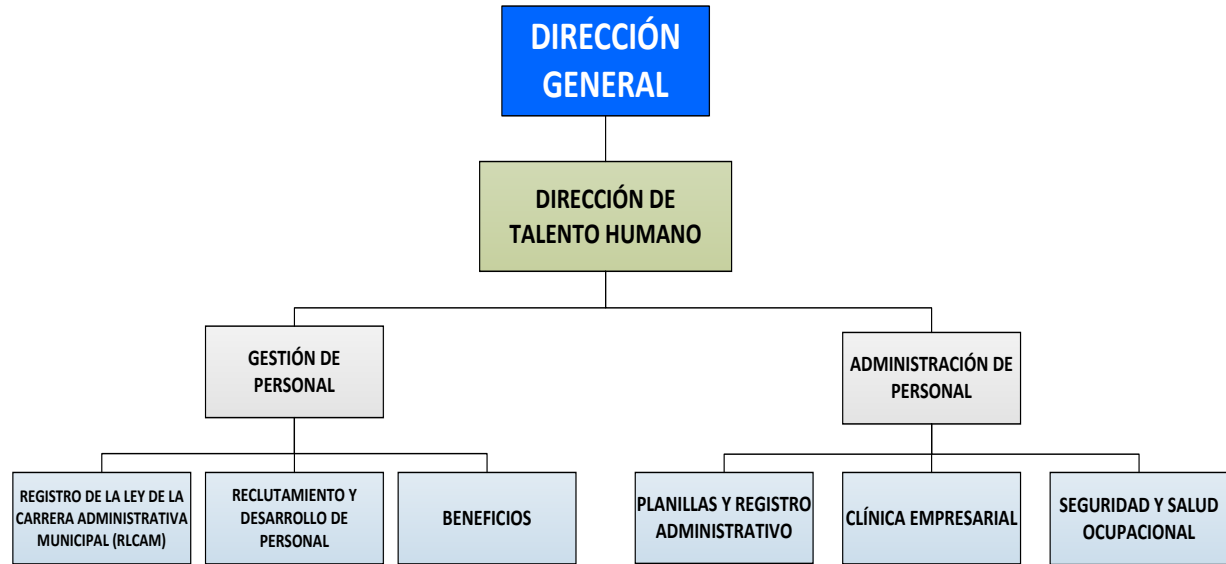 DIRECCIÓN
GENERAL
DIRECCIÓN DE
TALENTO HUMANO
GESTIÓN DE
PERSONAL
ADMINISTRACIÓN DE
PERSONAL
REGISTRO DE LA LEY DE LA
CARRERA ADMINISTRATIVA
MUNICIPAL (RLCAM)
RECLUTAMIENTO Y
DESARROLLO DE
PERSONAL
BENEFICIOS
PLANILLAS Y REGISTRO
ADMINISTRATIVO
CLÍNICA EMPRESARIAL
SEGURIDAD Y SALUD
OCUPACIONAL